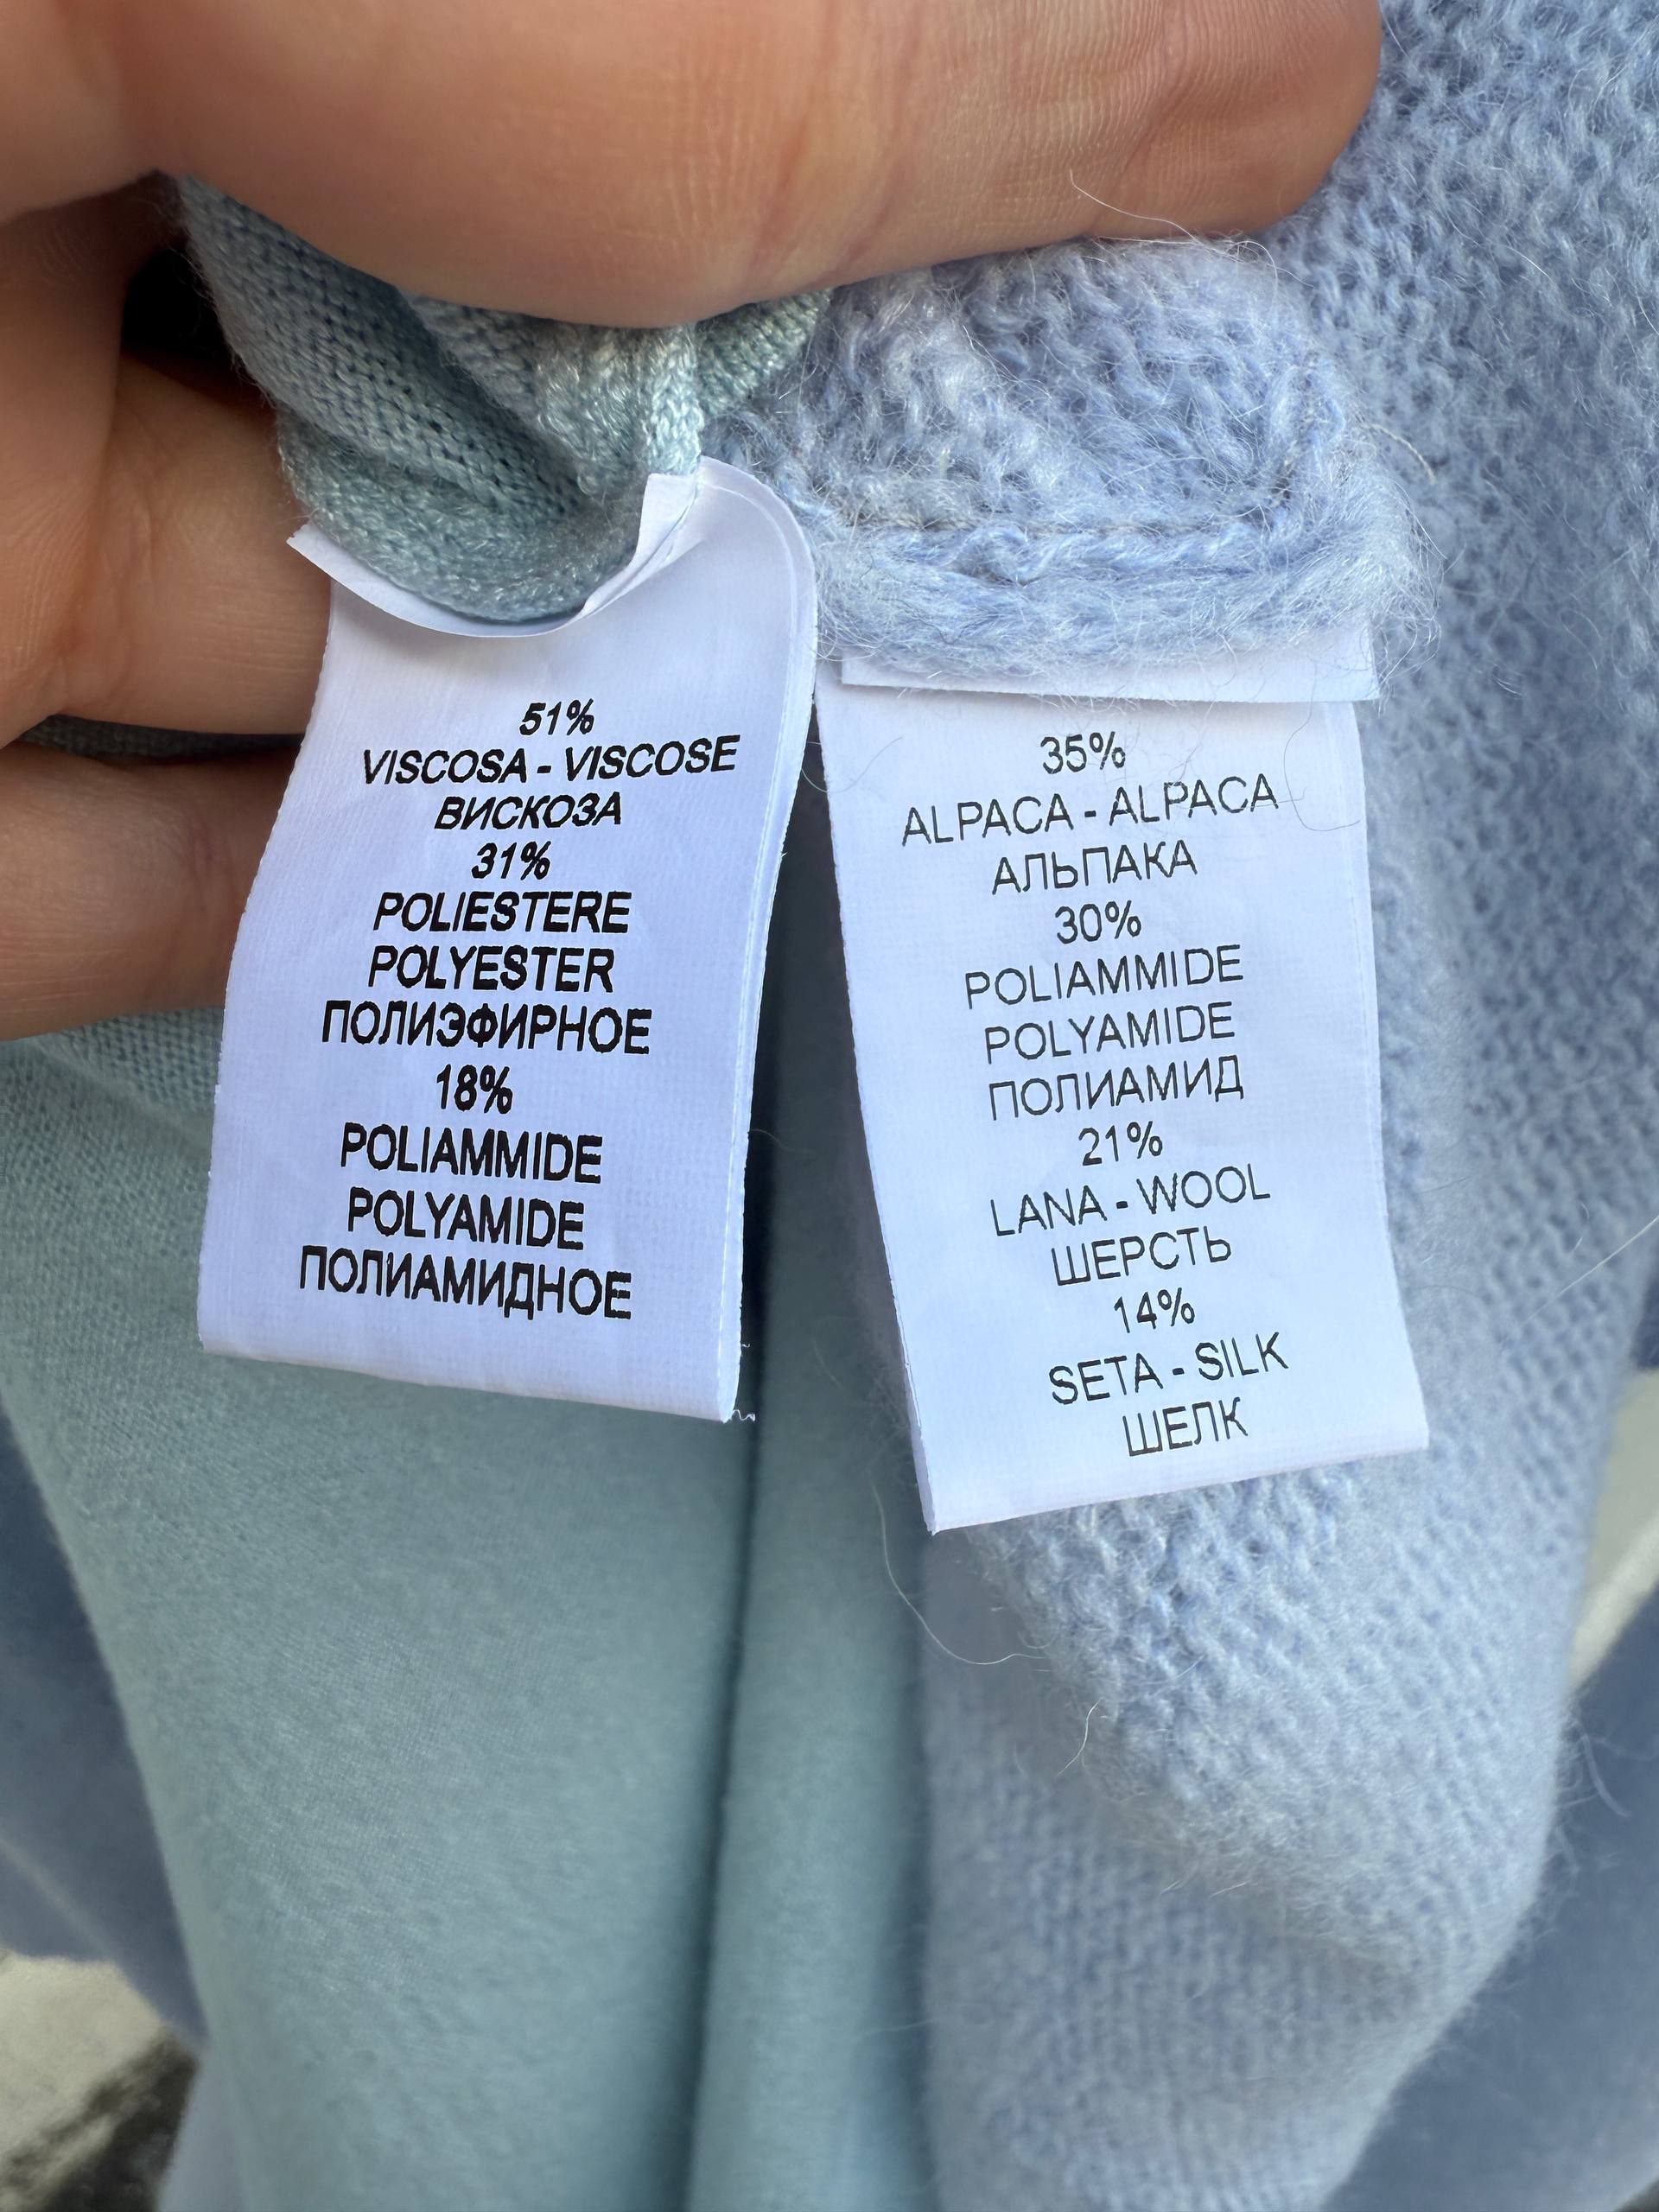 51%
VISCOSA - VISCOSE
ВИСКОЗА
31%
POLIESTERE
POLYESTER
ПОЛИЭФИРНОЕ
18%
POLIAMMIDE
POLYAMIDE
ПОЛИАМИДНОЕ
35%
ALPACA - ALPACA
АЛЬПАКА
30%
POLIAMMIDE
POLYAMIDE
ПОЛИАМИД
21%
LANA - WOOL
ШЕРСТЬ
14%
SETA - SILK
ШЕЛК